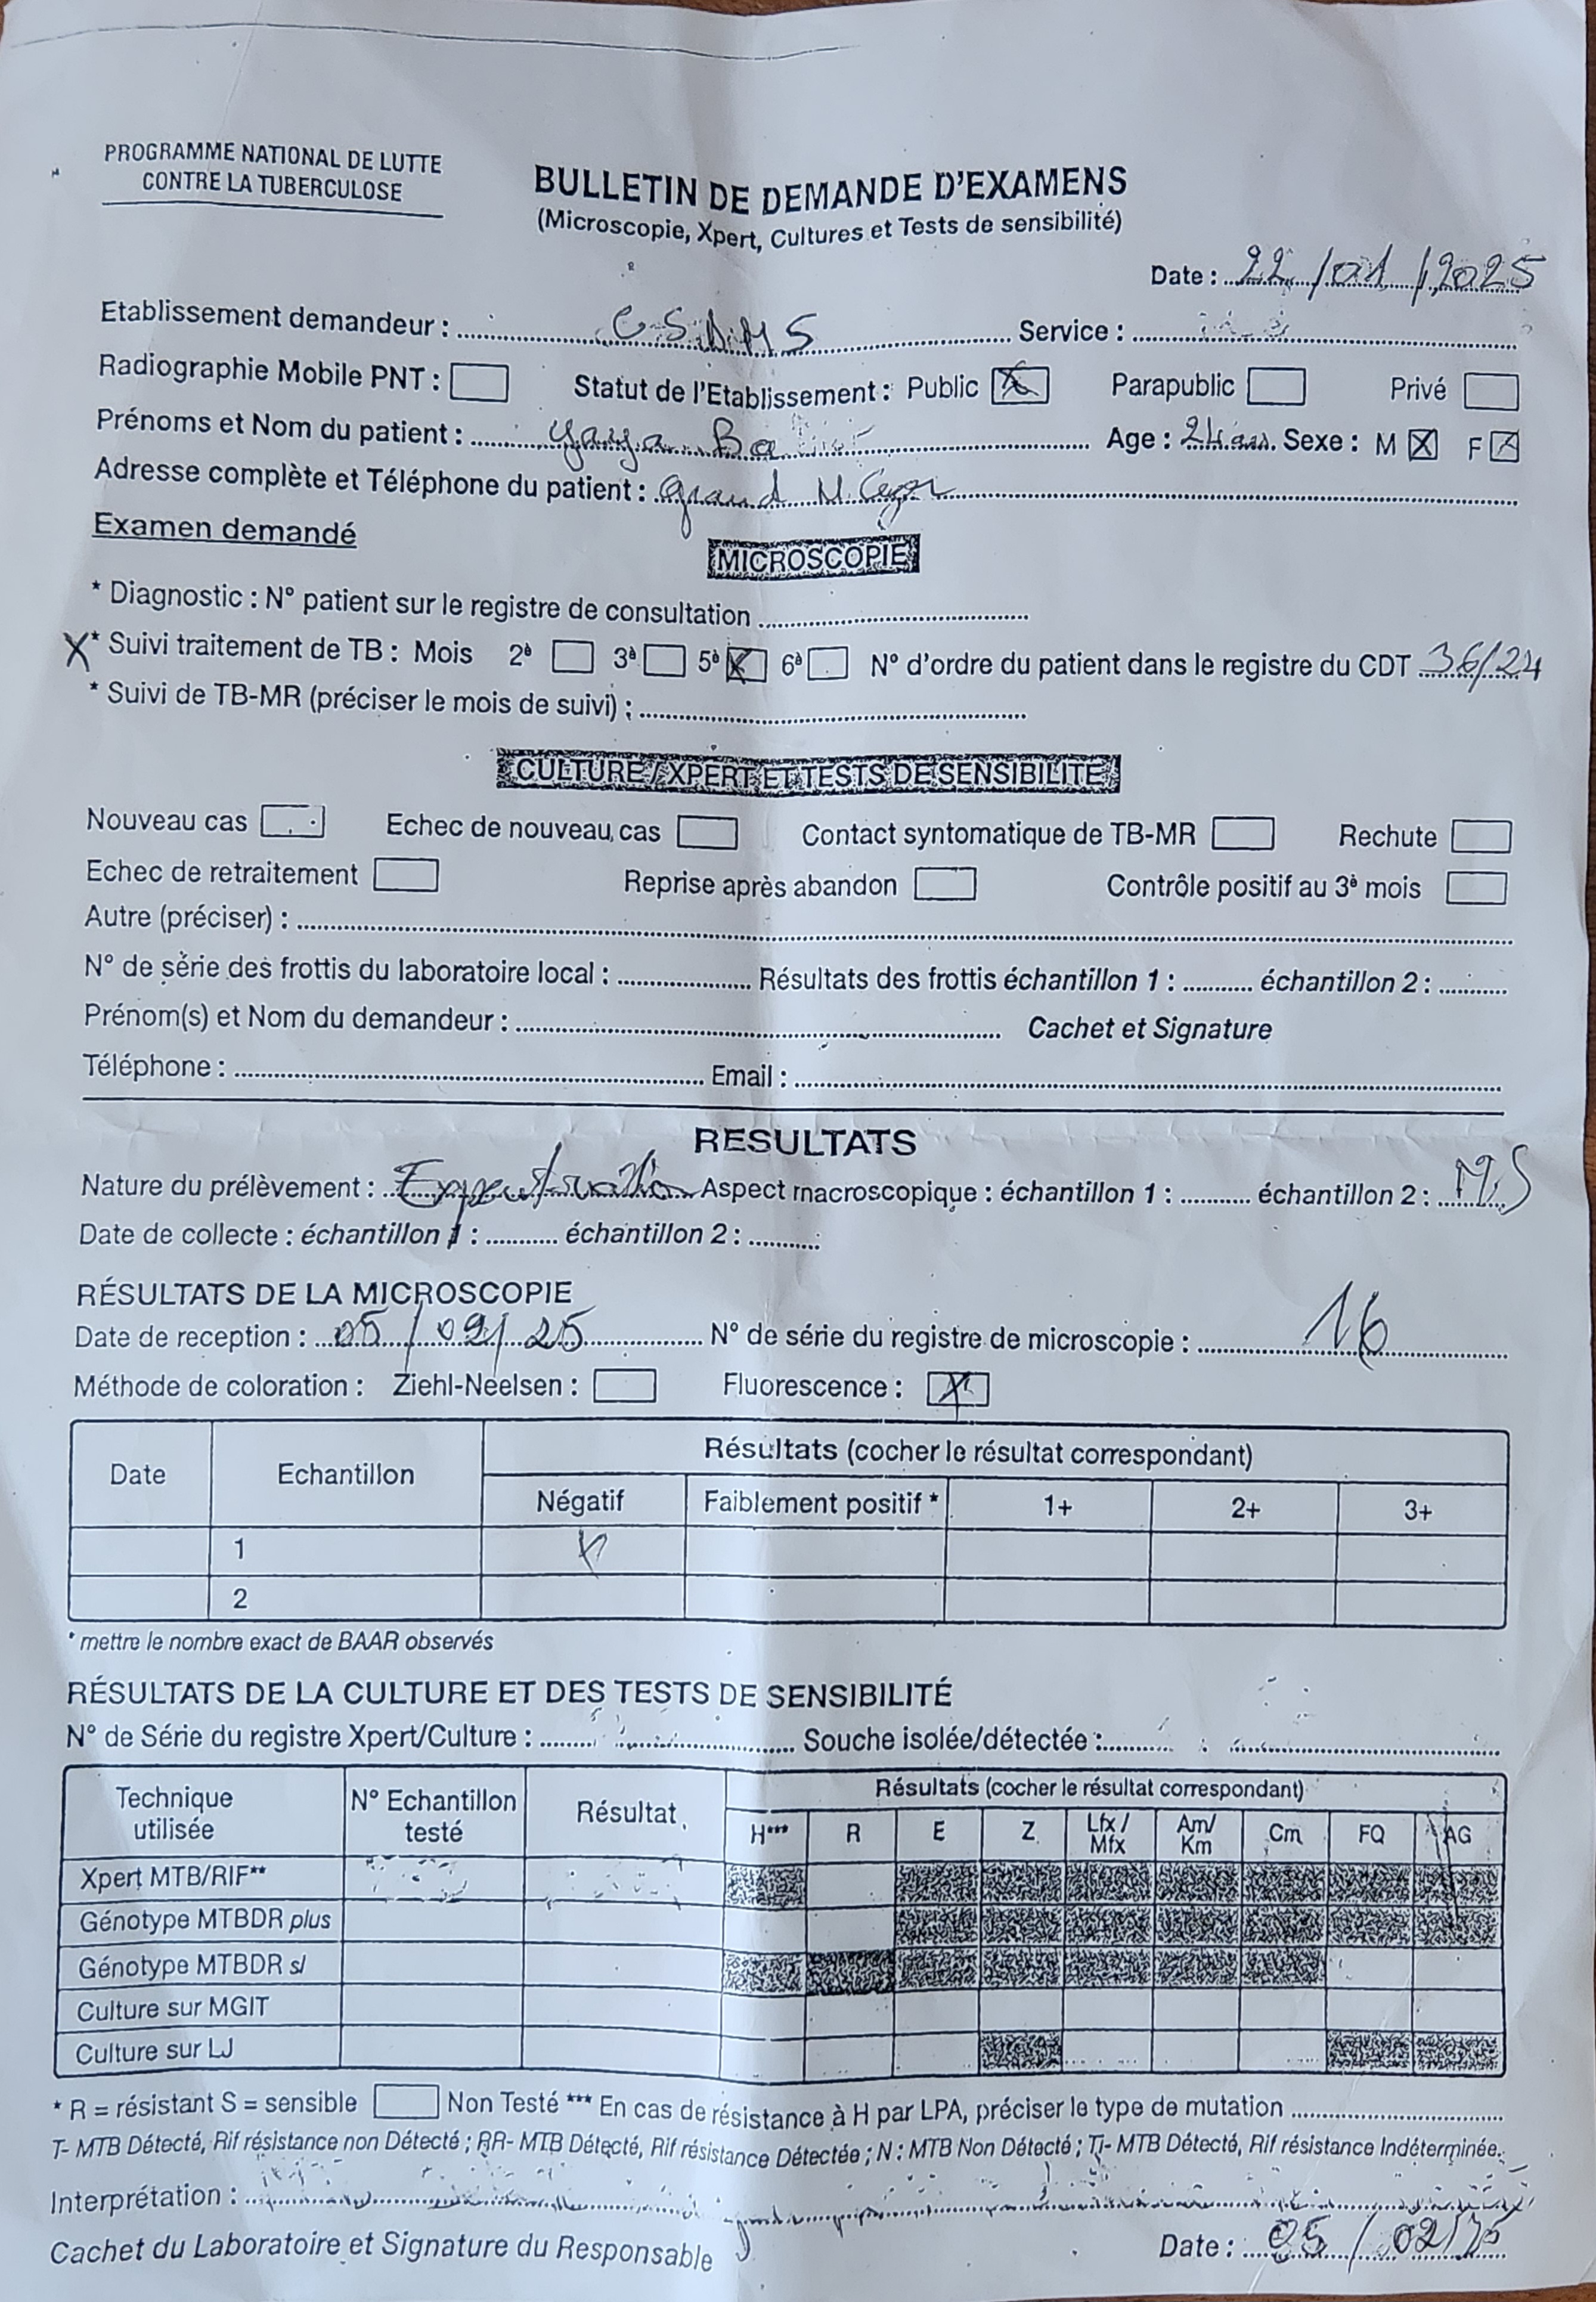 PROGRAMME NATIONAL DE LUTTE
CONTRE LA TUBERCULOSE
BULLETIN DE DEMANDE D'EXAMENS
(Microscopie, Xpert, Cultures et Tests de sensibilité)
Date : 22/01/2025
Etablissement demandeur : Service :
Radiographie Mobile PNT : Statut de l'Etablissement : Public X Parapublic Privé
Prénoms et Nom du patient : Yaya Ba Age : 24 ans Sexe : M X F
Adresse complète et Téléphone du patient : Grand
Examen demandé
MICROSCOPIE
* Diagnostic : N° patient sur le registre de consultation
X * Suivi traitement de TB : Mois 2è 3è 5è X 6è N° d'ordre du patient dans le registre du CDT 36/24
* Suivi de TB-MR (préciser le mois de suivi) ;
CULTURE / XPERT ET TESTS DE SENSIBILITE
Nouveau cas Echec de nouveau cas Contact syntomatique de TB-MR Rechute
Echec de retraitement Reprise après abandon Contrôle positif au 3è mois
Autre (préciser) :
N° de série des frottis du laboratoire local : Résultats des frottis échantillon 1 : échantillon 2 :
Prénom(s) et Nom du demandeur : Cachet et Signature
Téléphone : Email :
RESULTATS
Nature du prélèvement : Expectoration Aspect macroscopique : échantillon 1 : échantillon 2 : M.S
Date de collecte : échantillon 1 : échantillon 2 :
RÉSULTATS DE LA MICROSCOPIE
Date de reception : 05/02/25 N° de série du registre de microscopie : 16
Méthode de coloration : Ziehl-Neelsen : Fluorescence : X
Date Echantillon Résultats (cocher le résultat correspondant)
Négatif Faiblement positif * 1+ 2+ 3+
1 X
2
* mettre le nombre exact de BAAR observés
RÉSULTATS DE LA CULTURE ET DES TESTS DE SENSIBILITÉ
N° de Série du registre Xpert/Culture : Souche isolée/détectée :
Technique utilisée N° Echantillon testé Résultat Résultats (cocher le résultat correspondant)
H*** R E Z Lfx / Mfx Am/ Km Cm FQ AG
Xpert MTB/RIF**
Génotype MTBDR plus
Génotype MTBDR sl
Culture sur MGIT
Culture sur LJ
* R = résistant S = sensible Non Testé *** En cas de résistance à H par LPA, préciser le type de mutation
T- MTB Détecté, Rif résistance non Détecté ; RR- MTB Détecté, Rif résistance Détectée ; N : MTB Non Détecté ; Ti- MTB Détecté, Rif résistance Indéterminée.
Interprétation :
Cachet du Laboratoire et Signature du Responsable Date : 05/02/25